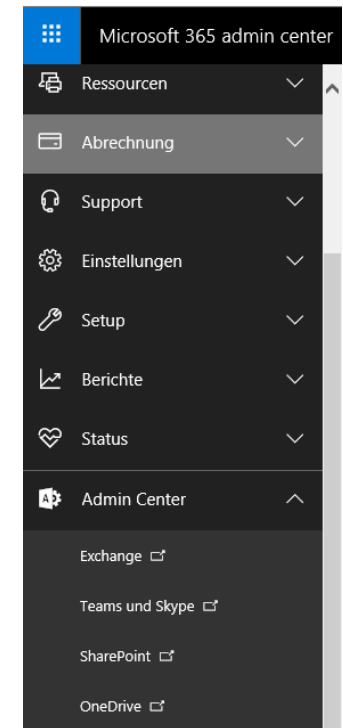 Microsoft 365 admin center
Ressourcen
Abrechnung
Support
Einstellungen
Setup
Berichte
Status
Admin Center
Exchange
Teams und Skype
SharePoint
OneDrive